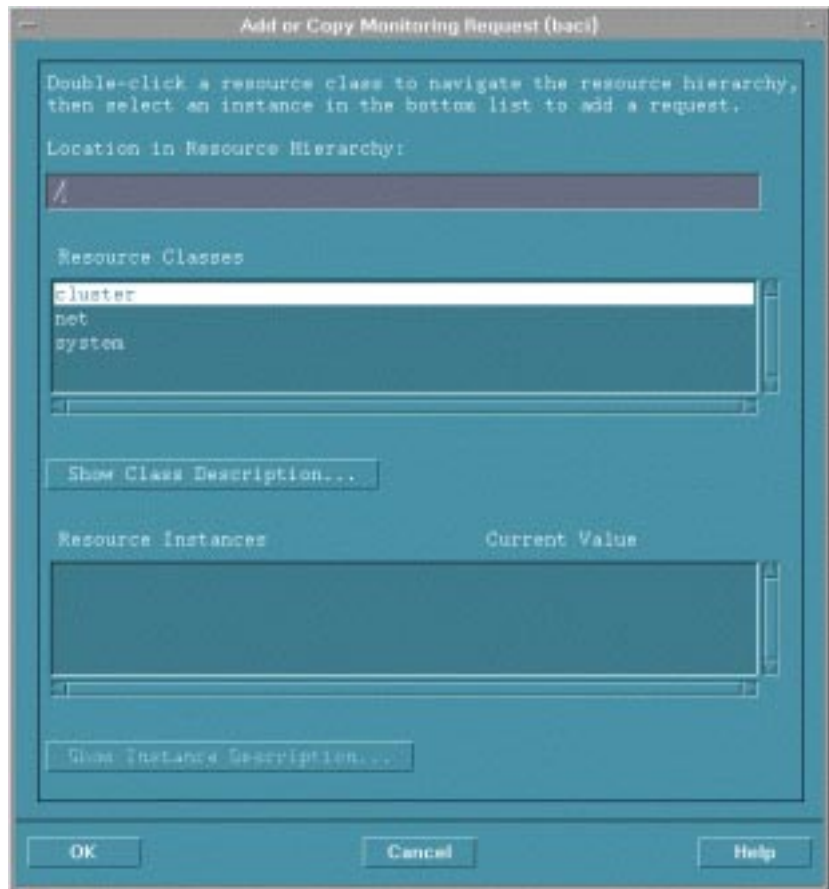 Add or Copy Monitoring Request (baci)
Double-click a resource class to navigate the resource hierarchy,
then select an instance in the bottom list to add a request.
Location in Resource Hierarchy:
/
Resource Classes
cluster
net
system
Show Class Description...
Resource Instances Current Value
Show Instance Description...
OK Cancel Help